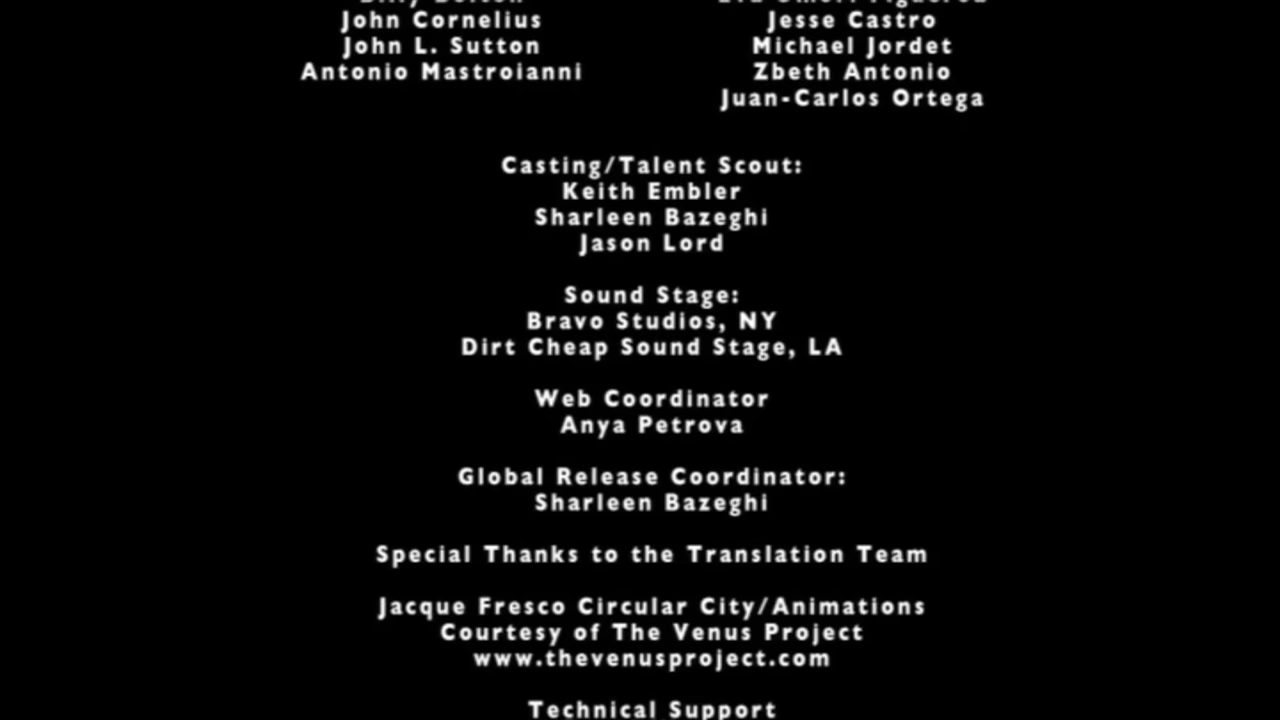 John Cornelius
John L. Sutton
Antonio Mastroianni
Jesse Castro
Michael Jordet
Zbeth Antonio
Juan-Carlos Ortega
Casting/Talent Scout:
Keith Embler
Sharleen Bazeghi
Jason Lord
Sound Stage:
Bravo Studios, NY
Dirt Cheap Sound Stage, LA
Web Coordinator
Anya Petrova
Global Release Coordinator:
Sharleen Bazeghi
Special Thanks to the Translation Team
Jacque Fresco Circular City/Animations
Courtesy of The Venus Project
www.thevenusproject.com
Technical Support